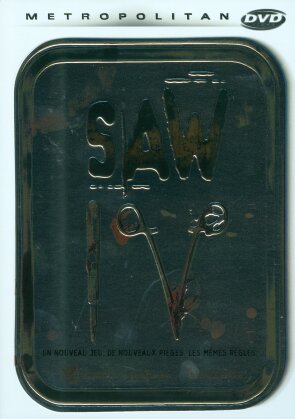 METROPOLITAN DVD
SAW
IV
UN NOUVEAU JEU. DE NOUVEAUX PIEGES. LES MÊMES RÈGLES.